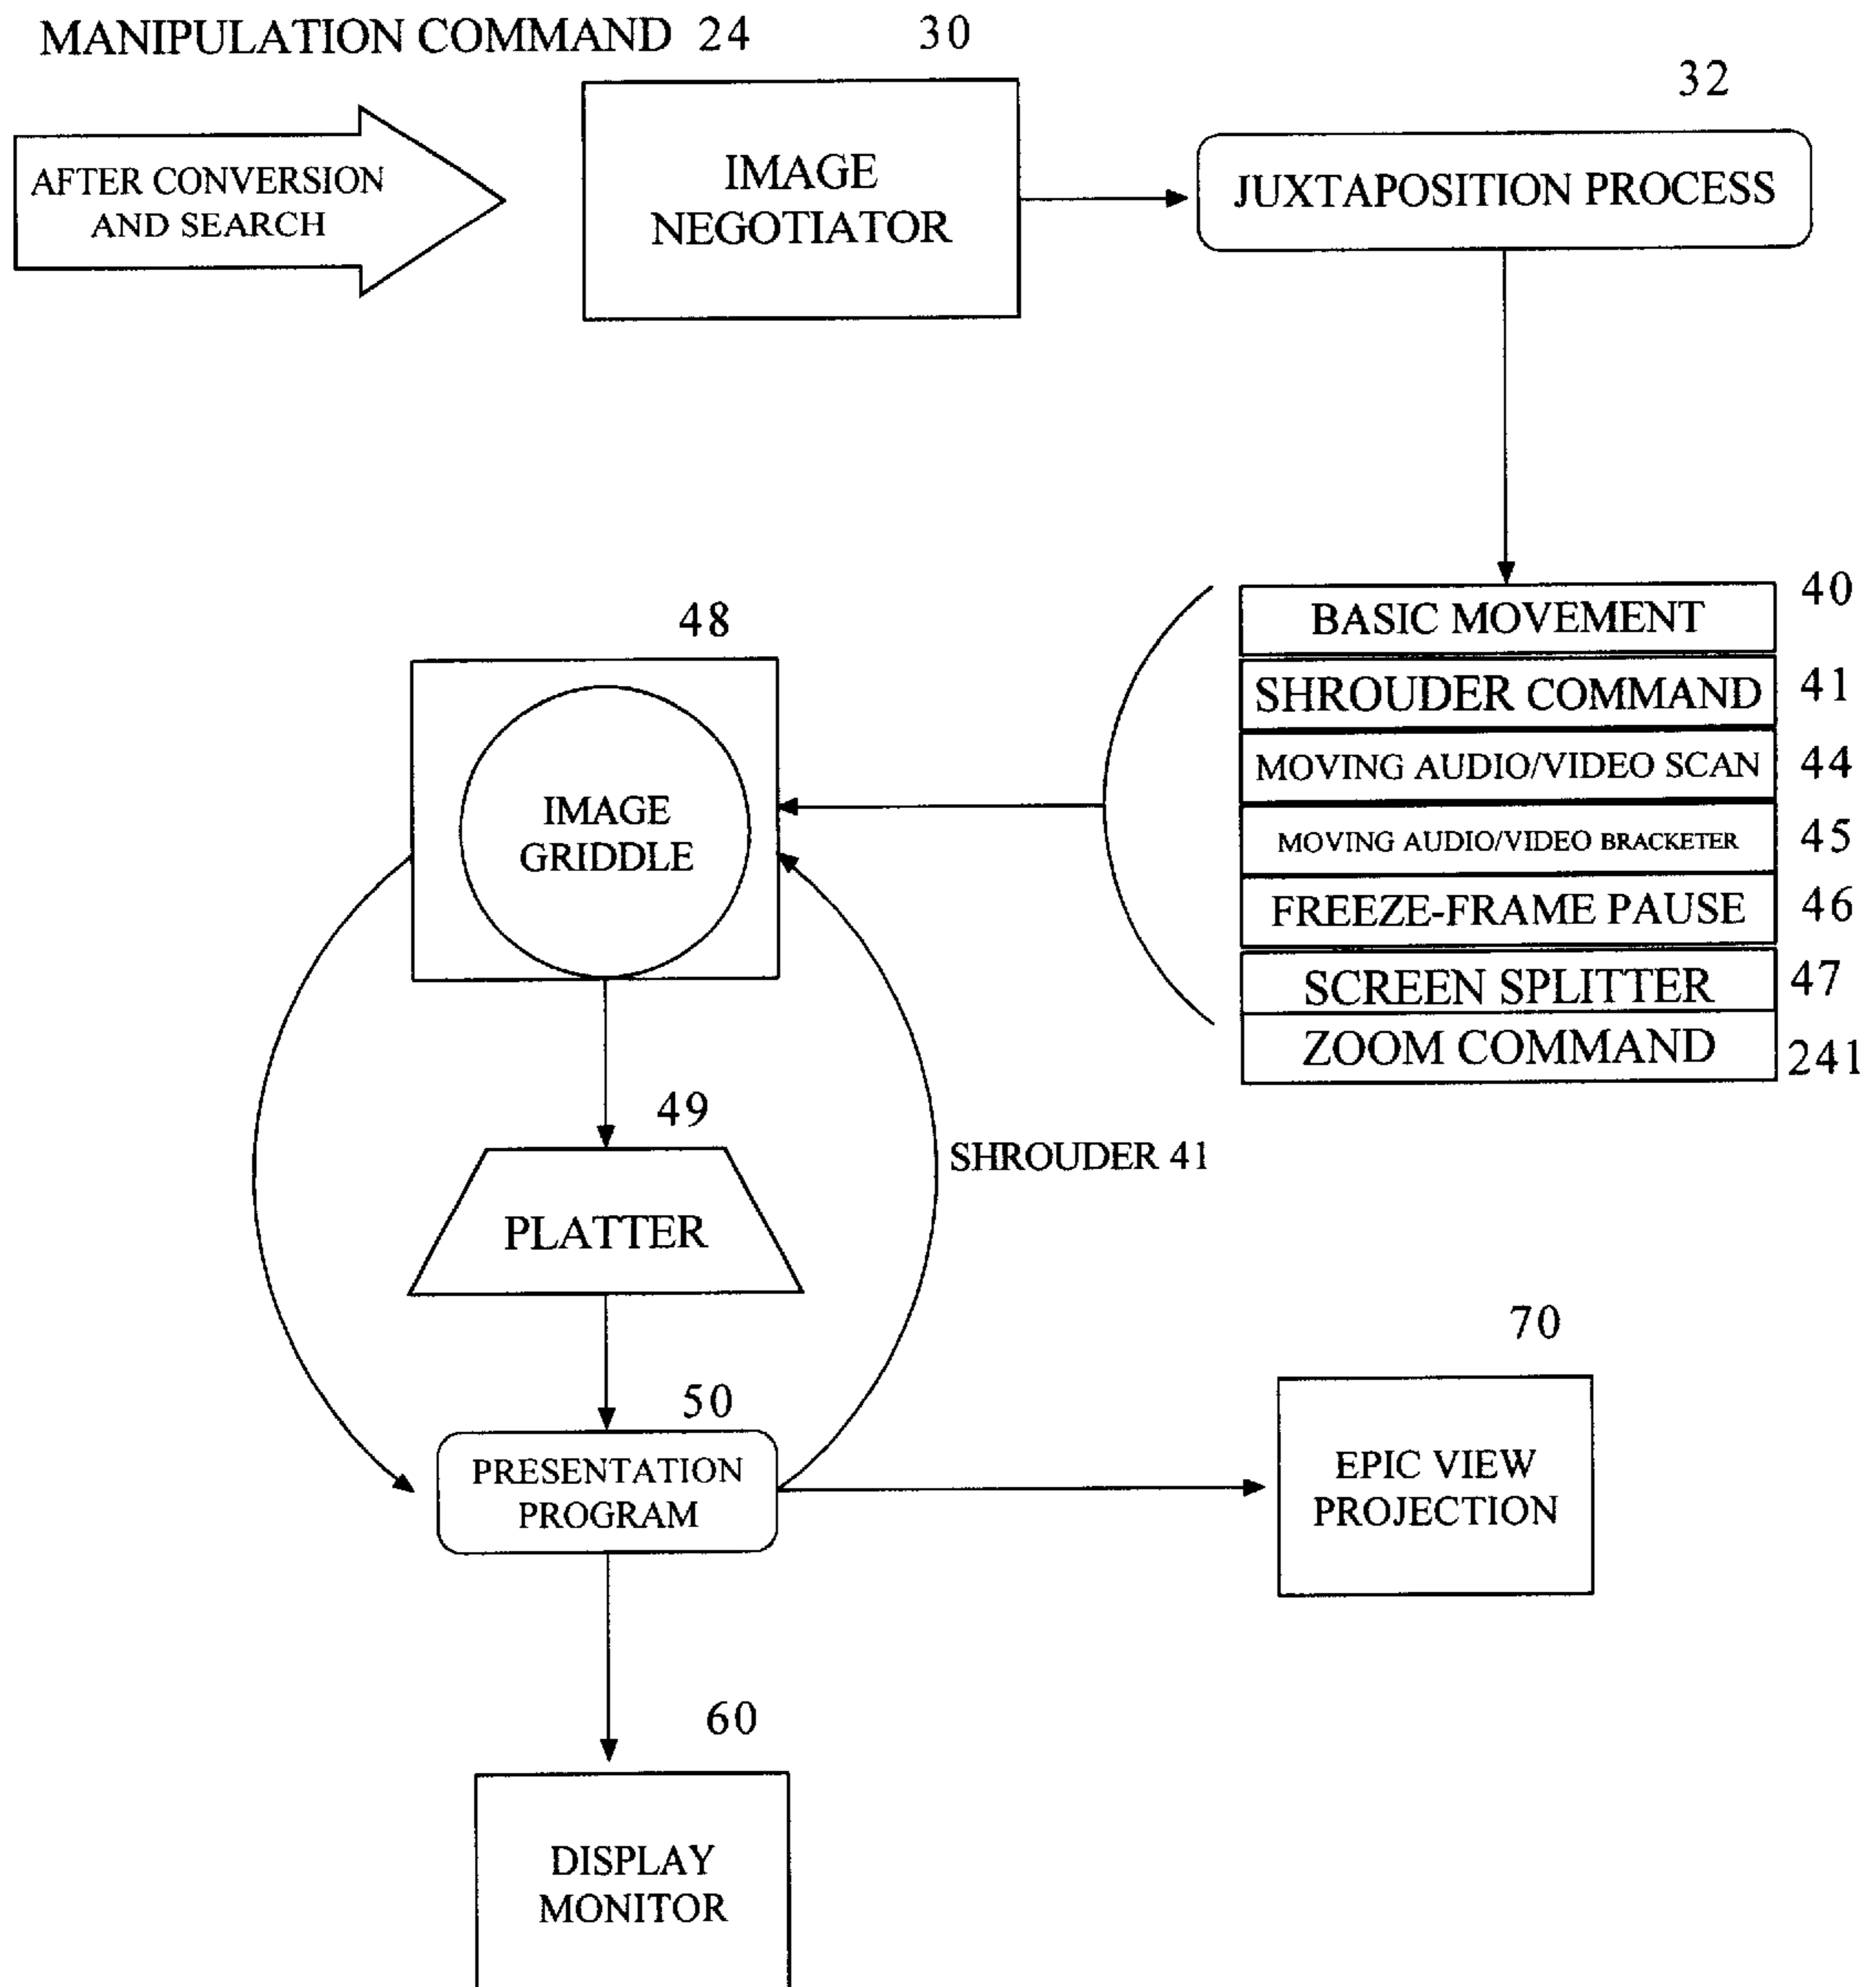 MANIPULATION COMMAND 24
30
32
AFTER CONVERSION
AND SEARCH
IMAGE
NEGOTIATOR
JUXTAPOSITION PROCESS
BASIC MOVEMENT 40
SHROUDER COMMAND 41
MOVING AUDIO/VIDEO SCAN 44
MOVING AUDIO/VIDEO BRACKETER 45
FREEZE-FRAME PAUSE 46
SCREEN SPLITTER 47
ZOOM COMMAND 241
48
IMAGE
GRIDDLE
49
PLATTER
SHROUDER 41
50
PRESENTATION
PROGRAM
70
EPIC VIEW
PROJECTION
60
DISPLAY
MONITOR